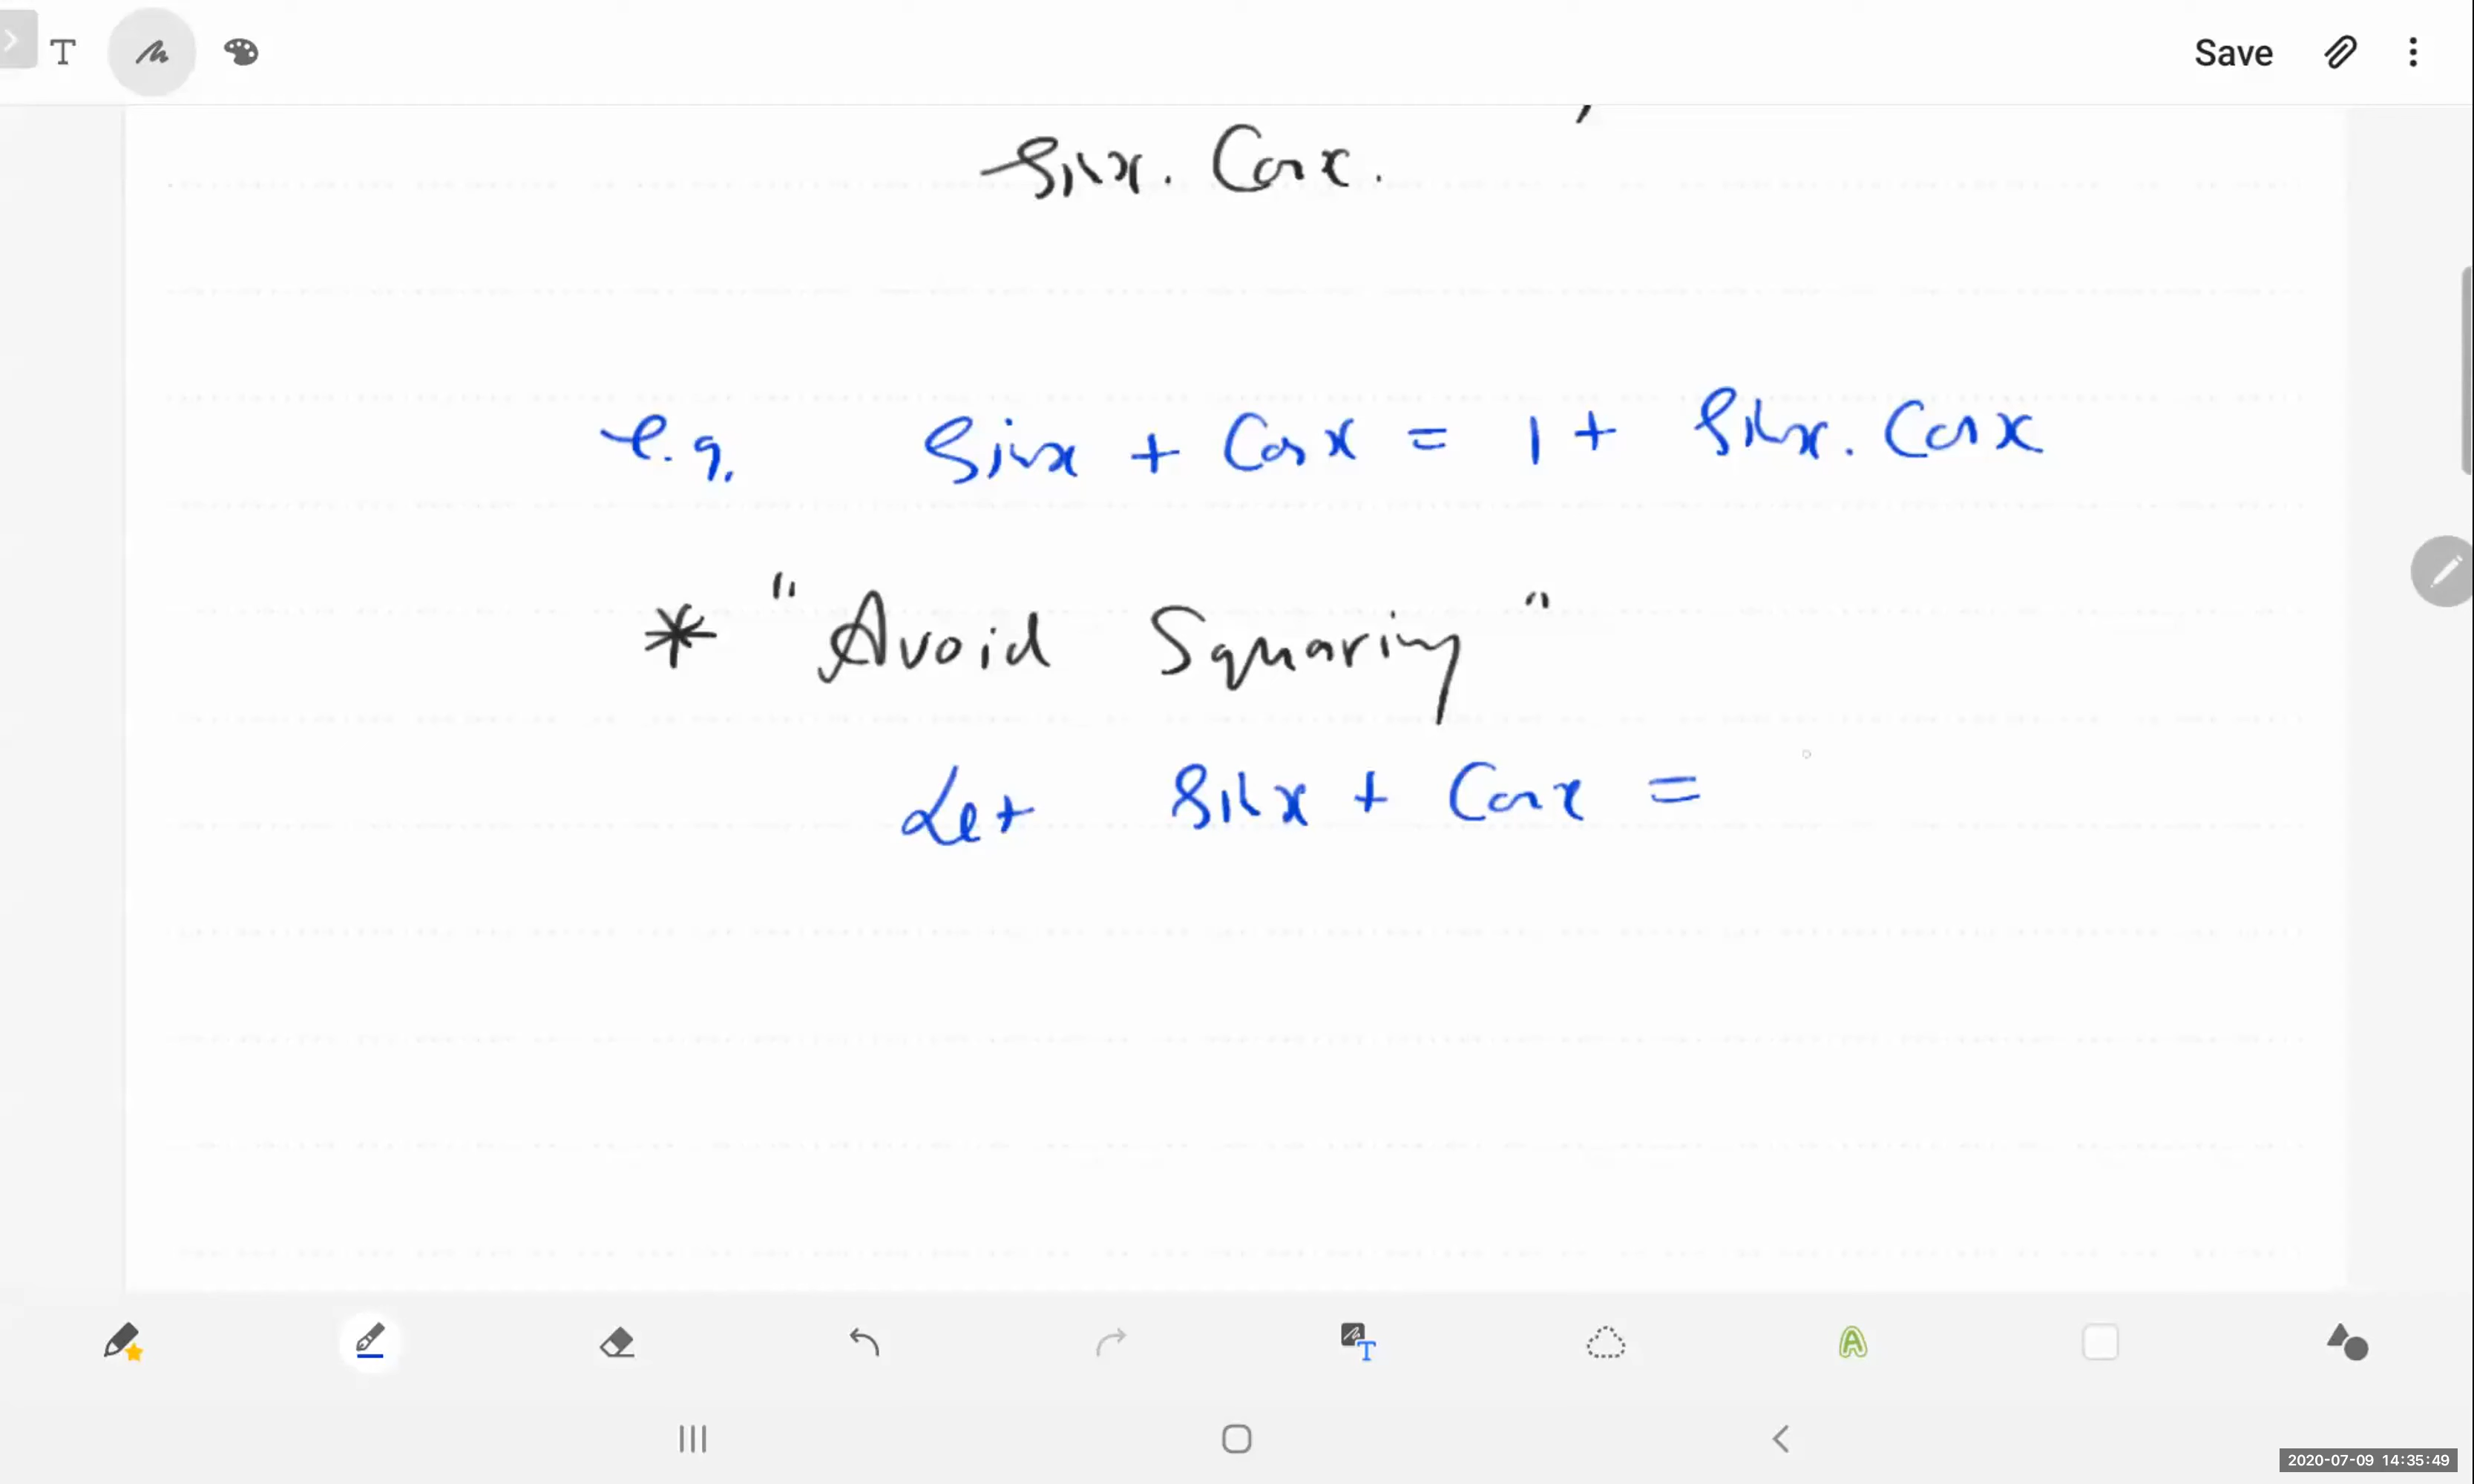 T Save
Sinx. Cosx.
e.g. Sinx + Cosx = 1 + Sinx. Cosx
* "Avoid Squaring"
Let Sinx + Cosx =
T A
2020-07-09 14:35:49